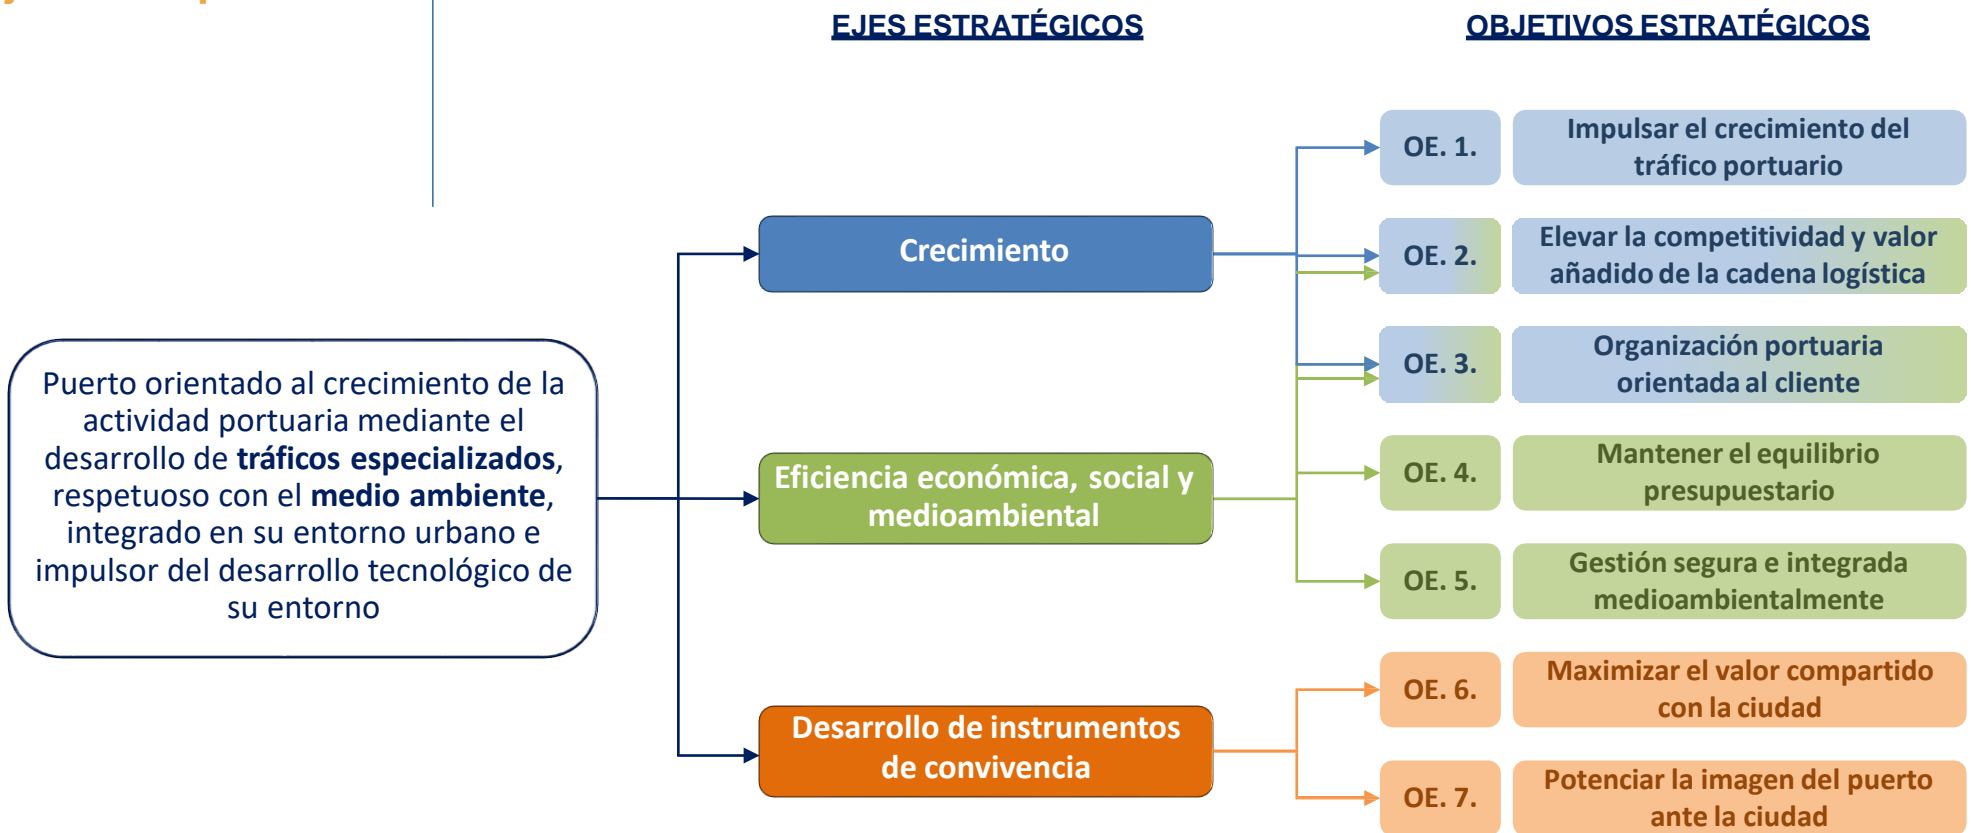 EJES ESTRATÉGICOS
OBJETIVOS ESTRATÉGICOS
Puerto orientado al crecimiento de la
actividad portuaria mediante el
desarrollo de tráficos especializados,
respetuoso con el medio ambiente,
integrado en su entorno urbano e
impulsor del desarrollo tecnológico de
su entorno
Crecimiento
Eficiencia económica, social y
medioambiental
Desarrollo de instrumentos
de convivencia
OE. 1.
Impulsar el crecimiento del
tráfico portuario
OE. 2.
Elevar la competitividad y valor
añadido de la cadena logística
OE. 3.
Organización portuaria
orientada al cliente
OE. 4.
Mantener el equilibrio
presupuestario
OE. 5.
Gestión segura e integrada
medioambientalmente
OE. 6.
Maximizar el valor compartido
con la ciudad
OE. 7.
Potenciar la imagen del puerto
ante la ciudad